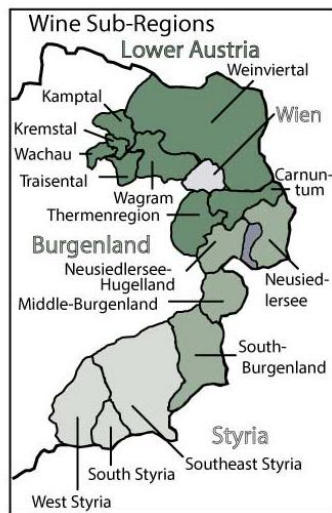 Wine Sub-Regions
Lower Austria
Weinviertal
Kamptal
Wien
Kremstal
Wachau
Carnun-
tum
Traisental
Wagram
Thermenregion
Burgenland
Neusiedlersee-
Hugelland
Neusied-
lersee
Middle-Burgenland
South-
Burgenland
Styria
Southeast Styria
South Styria
West Styria